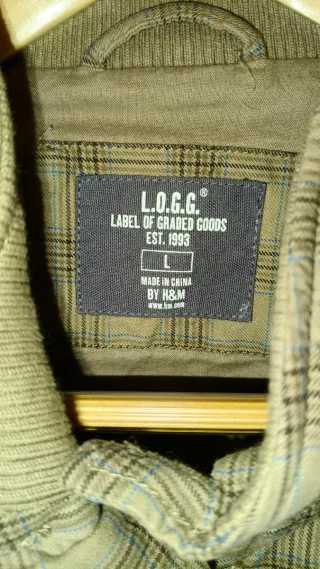 L.O.G.G.®
LABEL OF GRADED GOODS
EST. 1993
L
MADE IN CHINA
BY H&M
www.hm.com